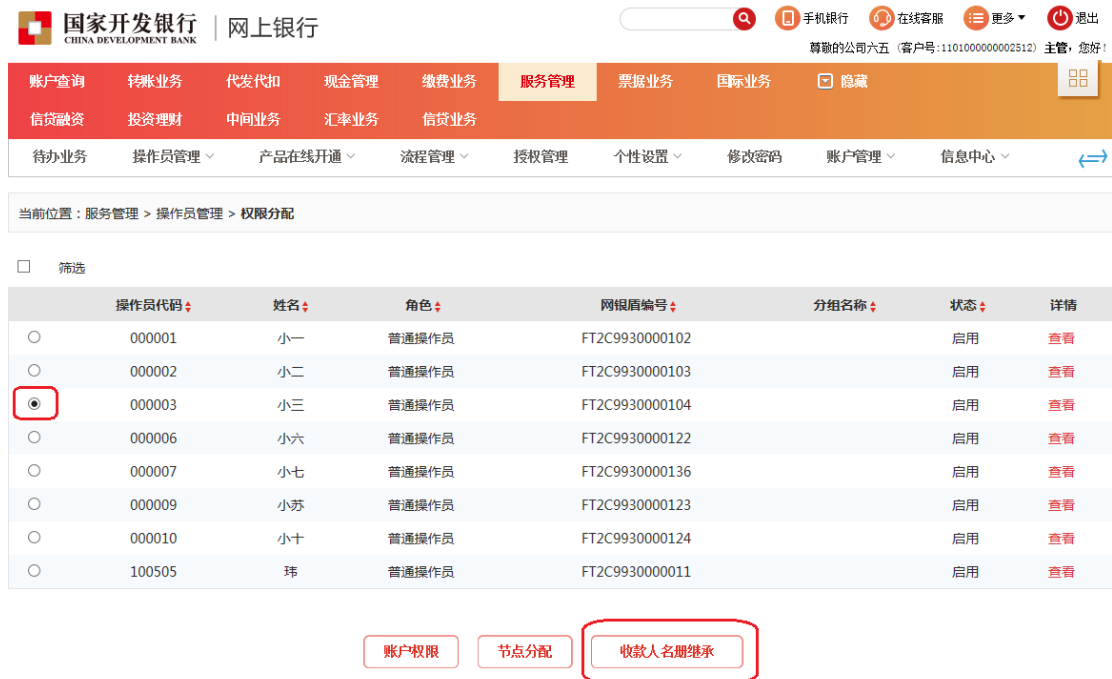 国家开发银行
CHINA DEVELOPMENT BANK
网上银行
手机银行 在线客服 更多 退出
尊敬的公司六五（客户号:1101000000002512）主管，您好!
账户查询 转账业务 代发代扣 现金管理 缴费业务 服务管理 票据业务 国际业务 隐藏
信贷融资 投资理财 中间业务 汇率业务 信贷业务
待办业务 操作员管理 产品在线开通 流程管理 授权管理 个性设置 修改密码 账户管理 信息中心
当前位置：服务管理 > 操作员管理 > 权限分配
筛选
操作员代码 姓名 角色 网银盾编号 分组名称 状态 详情
000001 小一 普通操作员 FT2C9930000102 启用 查看
000002 小二 普通操作员 FT2C9930000103 启用 查看
000003 小三 普通操作员 FT2C9930000104 启用 查看
000006 小六 普通操作员 FT2C9930000122 启用 查看
000007 小七 普通操作员 FT2C9930000136 启用 查看
000009 小苏 普通操作员 FT2C9930000123 启用 查看
000010 小十 普通操作员 FT2C9930000124 启用 查看
100505 玮 普通操作员 FT2C9930000011 启用 查看
账户权限 节点分配 收款人名册继承